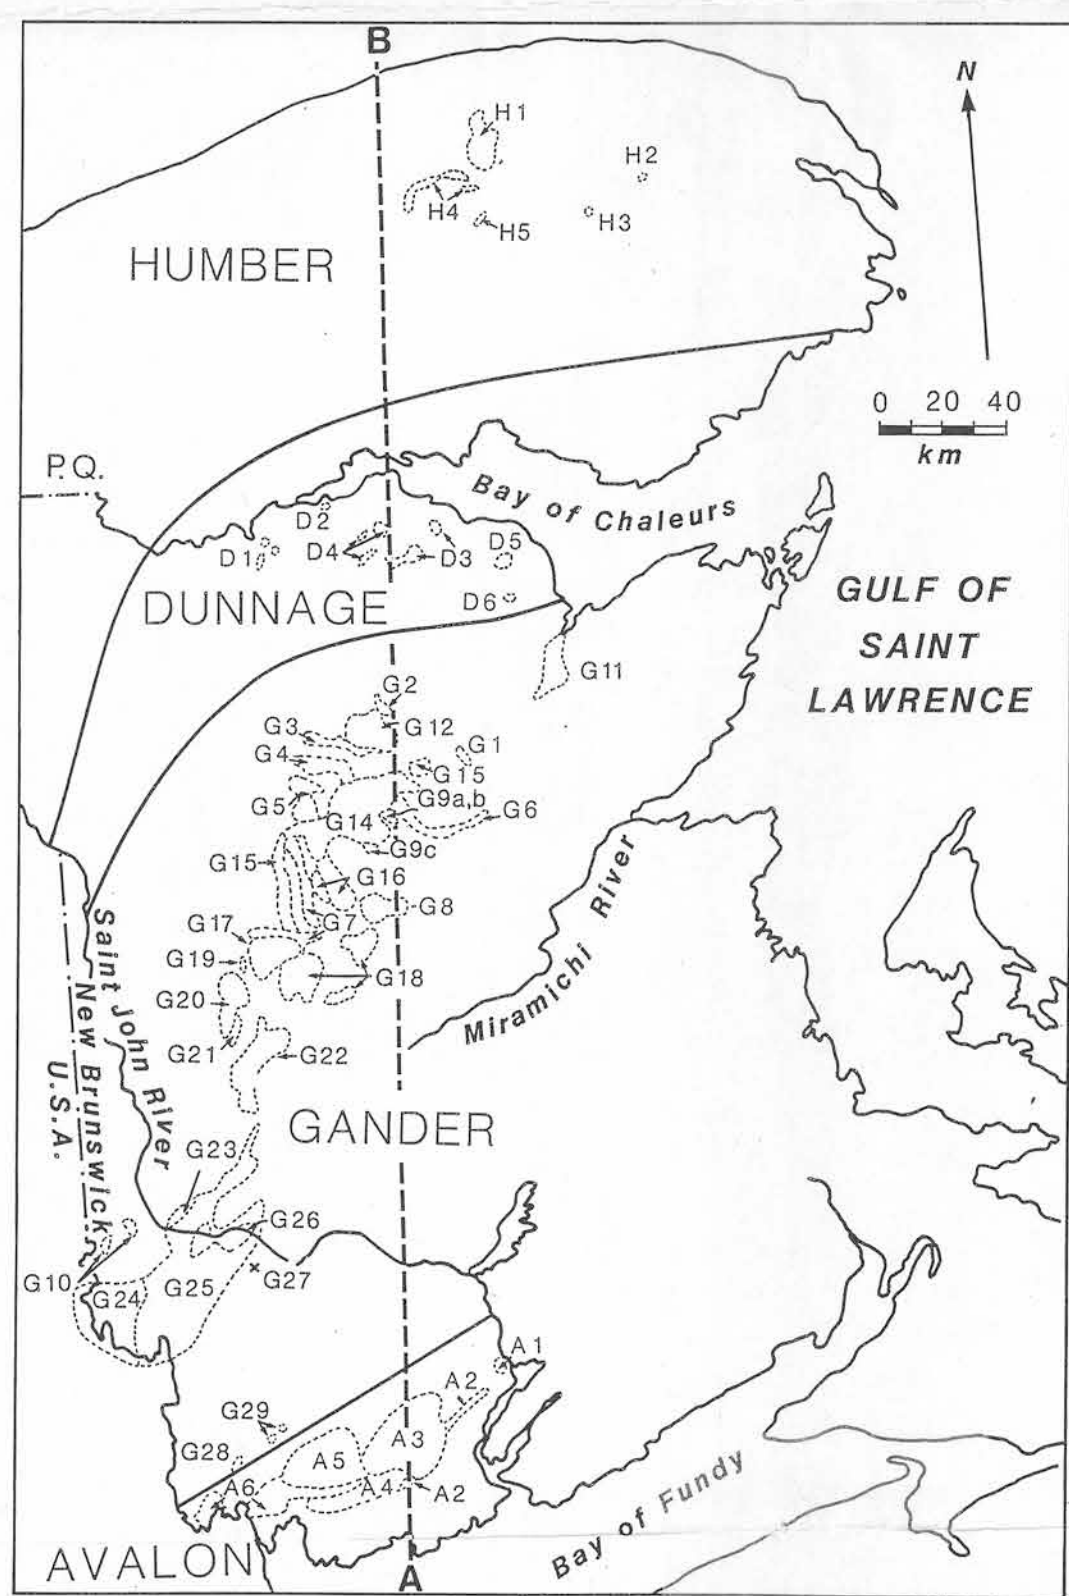 B
N
H1
H2
H4
H3
H5
HUMBER
0 20 40
km
P.Q.
Bay of Chaleurs
D2
D1
D4
D3
D5
DUNNAGE
D6
GULF OF
SAINT
LAWRENCE
G11
G2
G3
G12
G4
G1
G15
G5
G9a,b
G14
G6
G15
G9c
G16
G7
G8
G17
G19
G18
G20
G21
G22
Miramichi River
Saint John River
New Brunswick
U.S.A.
GANDER
G23
G26
G10
G24
G25
G27
A1
A2
G29
A3
G28
A5
A6
A4
A2
Bay of Fundy
AVALON
A